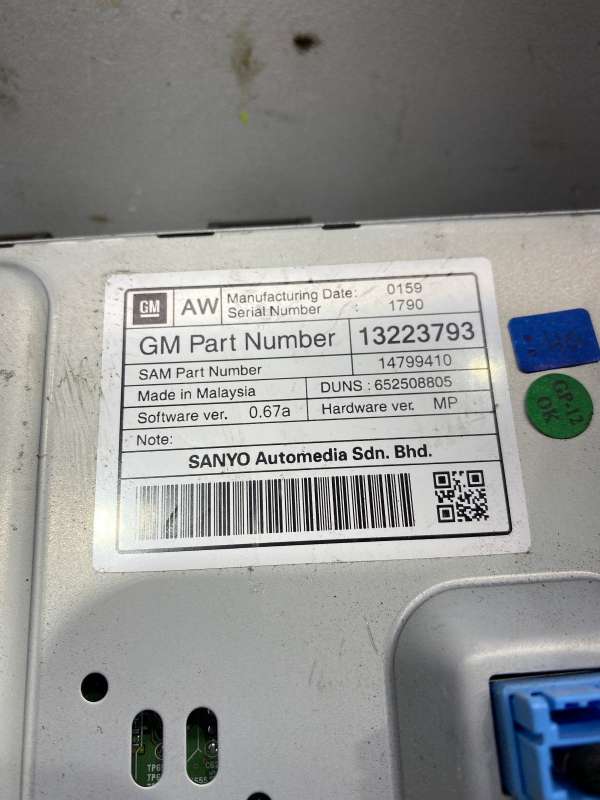 GM AW Manufacturing Date: 0159
Serial Number : 1790
GM Part Number 13223793
SAM Part Number 14799410
Made in Malaysia DUNS : 652508805
Software ver. 0.67a Hardware ver. MP
Note:
SANYO Automedia Sdn. Bhd.
GP-12
OK